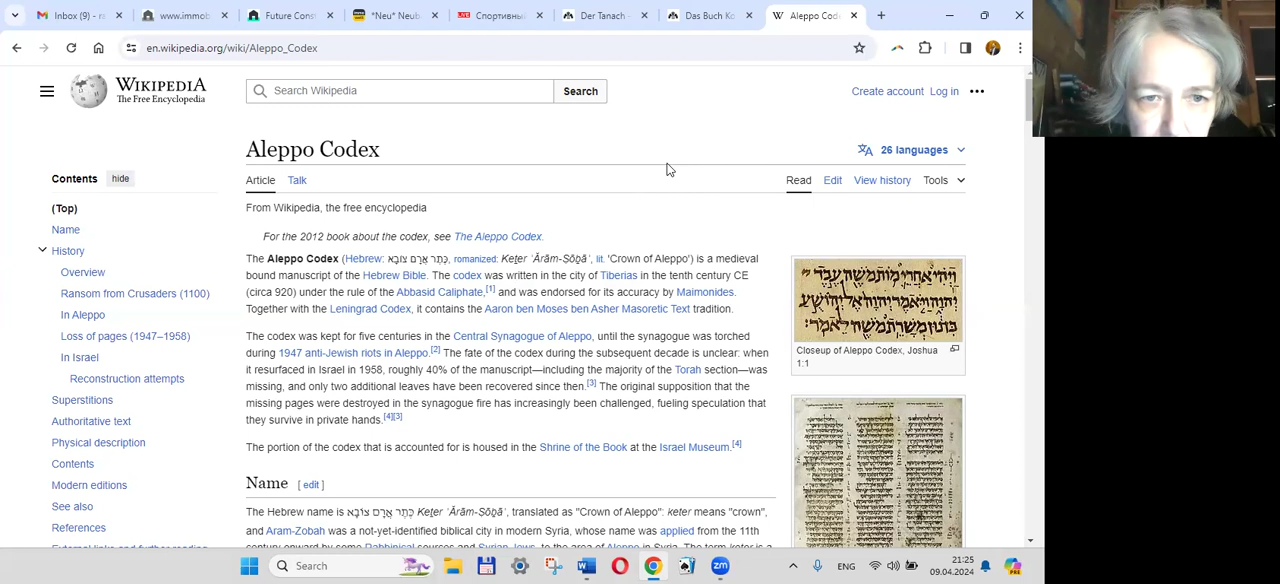 Inbox (9) - r
www.immob
Future Const
*Neu* Neub
Спортивный
Der Tanach -
Das Buch Ko
Aleppo Code
en.wikipedia.org/wiki/Aleppo_Codex
WIKIPEDIA
The Free Encyclopedia
Search Wikipedia
Search
Create account Log in
Aleppo Codex
26 languages
Contents hide
Article Talk
Read Edit View history Tools
(Top)
From Wikipedia, the free encyclopedia
Name
For the 2012 book about the codex, see The Aleppo Codex.
History
Overview
Ransom from Crusaders (1100)
In Aleppo
Loss of pages (1947–1958)
In Israel
Reconstruction attempts
Superstitions
Authoritative text
Physical description
Contents
Modern editions
See also
References
The Aleppo Codex (Hebrew: כֶּתֶר אֲרָם צוֹבָא, romanized: Keṯer ʾĂrām-Ṣōḇāʾ, lit. 'Crown of Aleppo') is a medieval
bound manuscript of the Hebrew Bible. The codex was written in the city of Tiberias in the tenth century CE
(circa 920) under the rule of the Abbasid Caliphate,[1] and was endorsed for its accuracy by Maimonides.
Together with the Leningrad Codex, it contains the Aaron ben Moses ben Asher Masoretic Text tradition.
The codex was kept for five centuries in the Central Synagogue of Aleppo, until the synagogue was torched
during 1947 anti-Jewish riots in Aleppo.[2] The fate of the codex during the subsequent decade is unclear: when
it resurfaced in Israel in 1958, roughly 40% of the manuscript—including the majority of the Torah section—was
missing, and only two additional leaves have been recovered since then.[3] The original supposition that the
missing pages were destroyed in the synagogue fire has increasingly been challenged, fueling speculation that
they survive in private hands.[4][3]
The portion of the codex that is accounted for is housed in the Shrine of the Book at the Israel Museum.[4]
Name [ edit ]
The Hebrew name is כֶּתֶר אֲרָם צוֹבָא Keṯer ʾĂrām-Ṣōḇāʾ, translated as "Crown of Aleppo": keter means "crown",
modern Syria, whose name was applied from the 11th
Closeup of Aleppo Codex, Joshua
1:1
Search
ENG
21:25
09.04.2024